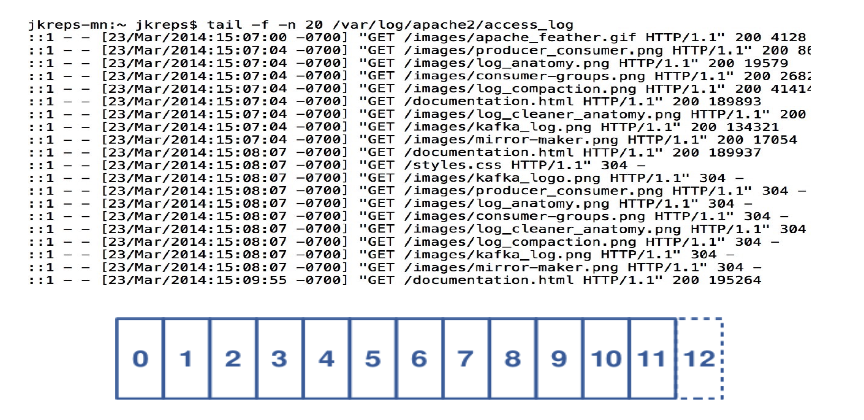 jkreps-mn:~ jkreps$ tail -f -n 20 /var/log/apache2/access_log
::1 - - [23/Mar/2014:15:07:00 -0700] "GET /images/apache_feather.gif HTTP/1.1" 200 4128
::1 - - [23/Mar/2014:15:07:04 -0700] "GET /images/producer_consumer.png HTTP/1.1" 200 86
::1 - - [23/Mar/2014:15:07:04 -0700] "GET /images/log_anatomy.png HTTP/1.1" 200 19579
::1 - - [23/Mar/2014:15:07:04 -0700] "GET /images/consumer-groups.png HTTP/1.1" 200 2682
::1 - - [23/Mar/2014:15:07:04 -0700] "GET /images/log_compaction.png HTTP/1.1" 200 41414
::1 - - [23/Mar/2014:15:07:04 -0700] "GET /documentation.html HTTP/1.1" 200 189893
::1 - - [23/Mar/2014:15:07:04 -0700] "GET /images/log_cleaner_anatomy.png HTTP/1.1" 200
::1 - - [23/Mar/2014:15:07:04 -0700] "GET /images/kafka_log.png HTTP/1.1" 200 134321
::1 - - [23/Mar/2014:15:07:04 -0700] "GET /images/mirror-maker.png HTTP/1.1" 200 17054
::1 - - [23/Mar/2014:15:08:07 -0700] "GET /documentation.html HTTP/1.1" 200 189937
::1 - - [23/Mar/2014:15:08:07 -0700] "GET /styles.css HTTP/1.1" 304 -
::1 - - [23/Mar/2014:15:08:07 -0700] "GET /images/kafka_logo.png HTTP/1.1" 304 -
::1 - - [23/Mar/2014:15:08:07 -0700] "GET /images/producer_consumer.png HTTP/1.1" 304 -
::1 - - [23/Mar/2014:15:08:07 -0700] "GET /images/log_anatomy.png HTTP/1.1" 304 -
::1 - - [23/Mar/2014:15:08:07 -0700] "GET /images/consumer-groups.png HTTP/1.1" 304 -
::1 - - [23/Mar/2014:15:08:07 -0700] "GET /images/log_cleaner_anatomy.png HTTP/1.1" 304
::1 - - [23/Mar/2014:15:08:07 -0700] "GET /images/log_compaction.png HTTP/1.1" 304 -
::1 - - [23/Mar/2014:15:08:07 -0700] "GET /images/kafka_log.png HTTP/1.1" 304 -
::1 - - [23/Mar/2014:15:08:07 -0700] "GET /images/mirror-maker.png HTTP/1.1" 304 -
::1 - - [23/Mar/2014:15:09:55 -0700] "GET /documentation.html HTTP/1.1" 200 195264
0 1 2 3 4 5 6 7 8 9 10 11 12